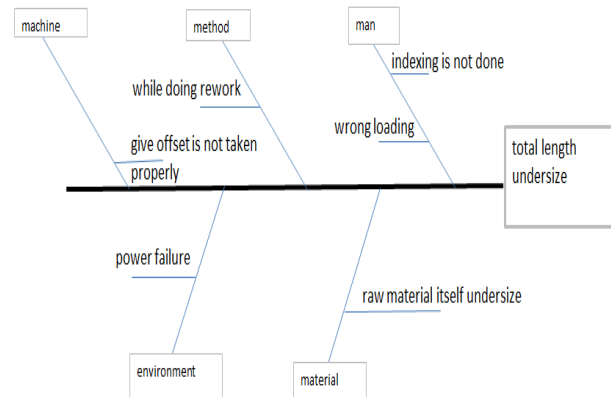 machine
method
man
indexing is not done
while doing rework
wrong loading
give offset is not taken
properly
total length
undersize
power failure
raw material itself undersize
environment
material